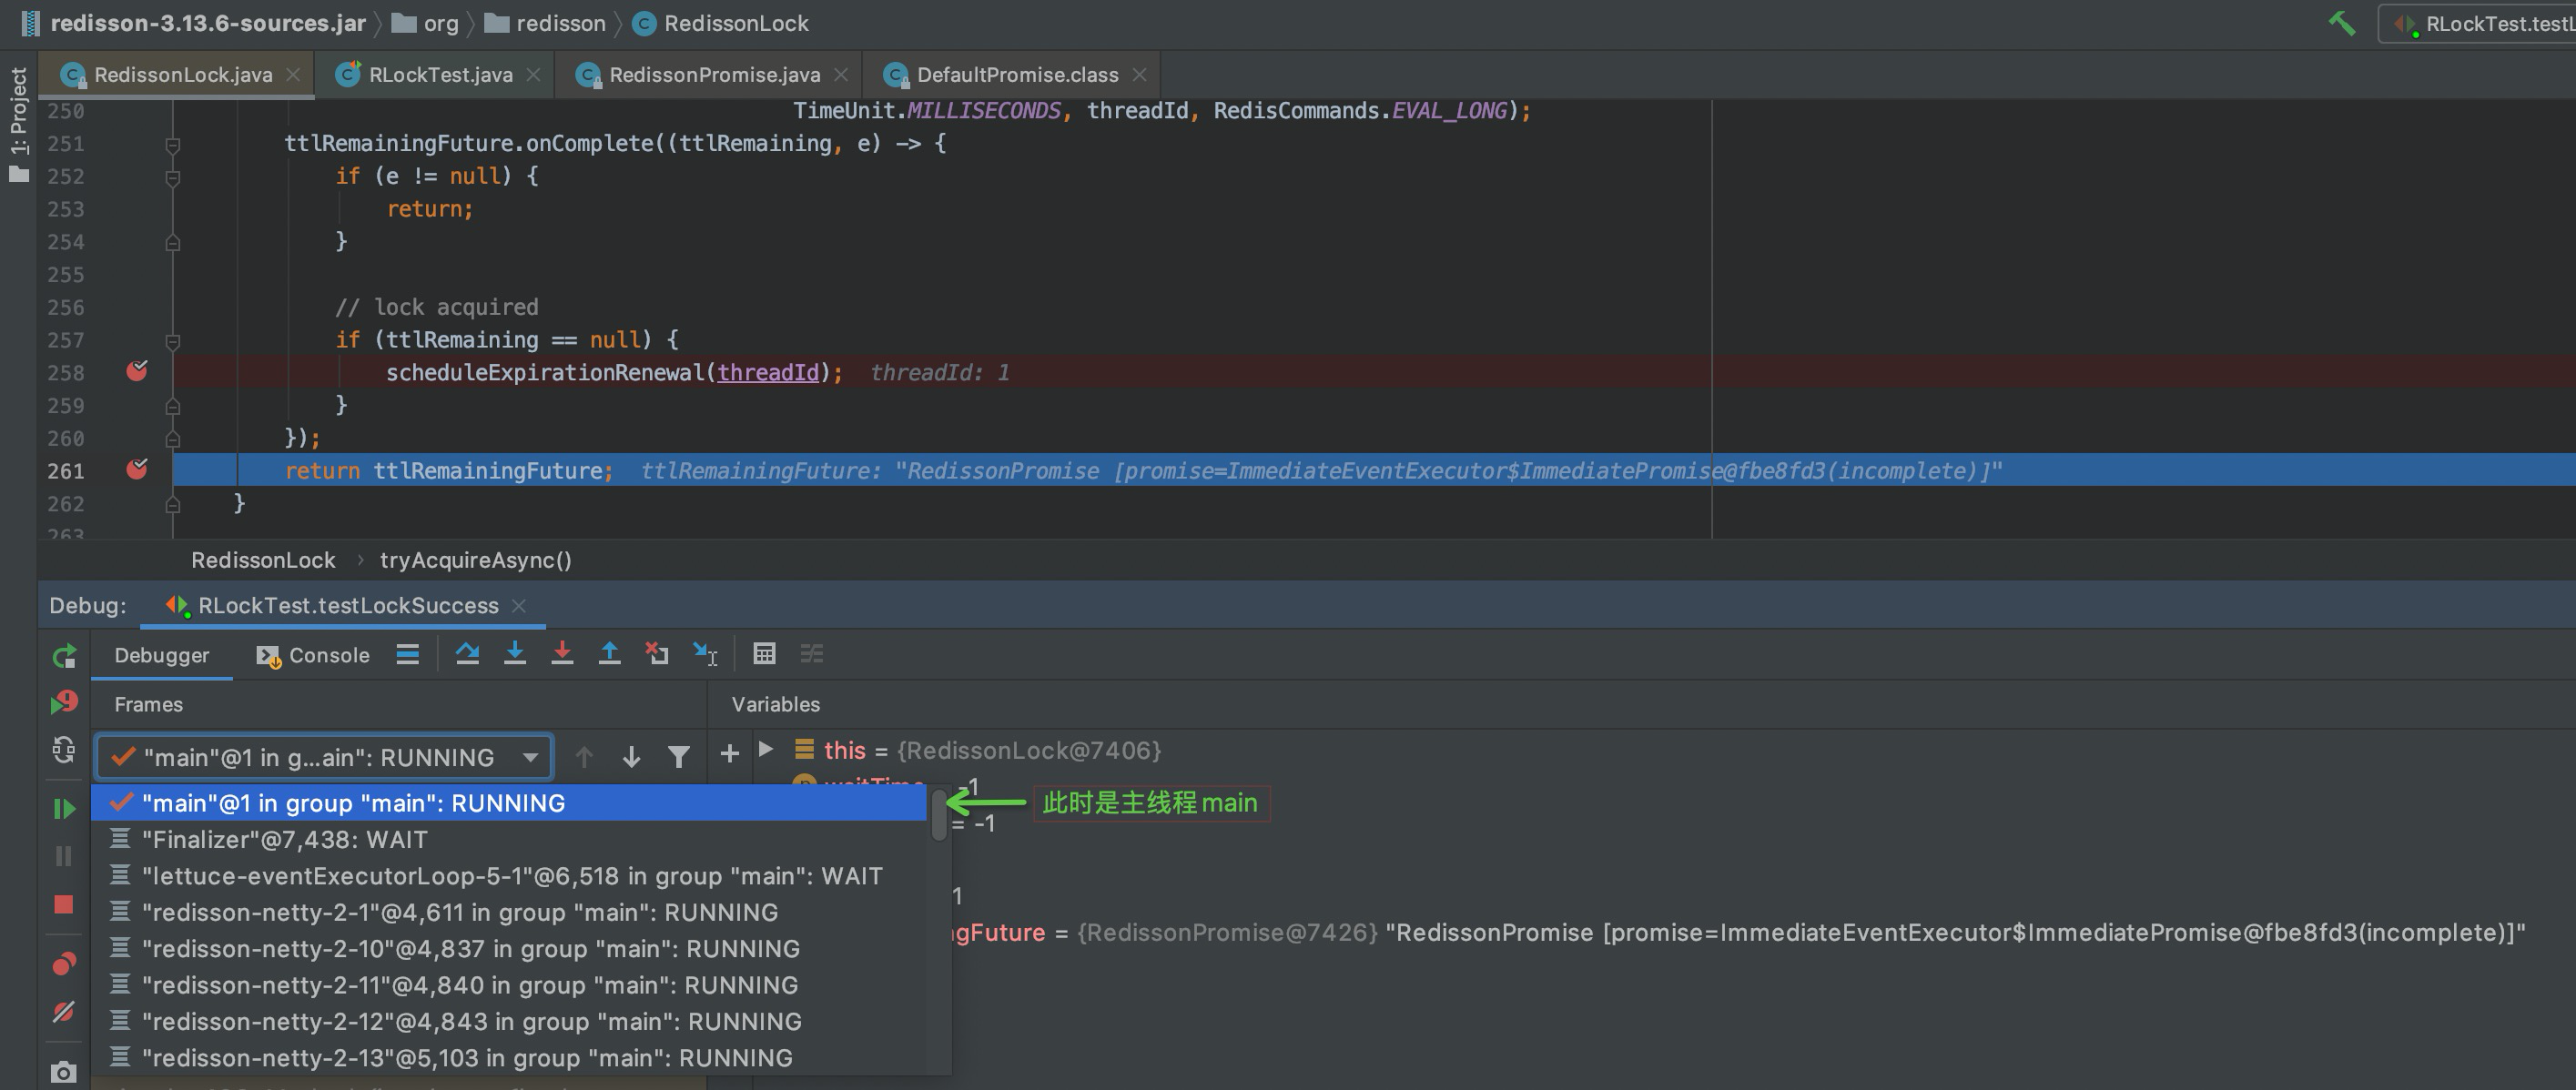 redisson-3.13.6-sources.jar org redisson RedissonLock RLockTest.testL
1: Project
RedissonLock.java RLockTest.java RedissonPromise.java DefaultPromise.class
250 TimeUnit.MILLISECONDS, threadId, RedisCommands.EVAL_LONG);
251 ttlRemainingFuture.onComplete((ttlRemaining, e) -> {
252 if (e != null) {
253 return;
254 }
255
256 // lock acquired
257 if (ttlRemaining == null) {
258 scheduleExpirationRenewal(threadId); threadId: 1
259 }
260 });
261 return ttlRemainingFuture; ttlRemainingFuture: "RedissonPromise [promise=ImmediateEventExecutor$ImmediatePromise@fbe8fd3(incomplete)]"
262 }
263
RedissonLock › tryAcquireAsync()
Debug: RLockTest.testLockSuccess
Debugger Console
Frames Variables
"main"@1 in g...ain": RUNNING this = {RedissonLock@7406}
waitTime -1
"main"@1 in group "main": RUNNING 此时是主线程main
= -1
"Finalizer"@7,438: WAIT
"lettuce-eventExecutorLoop-5-1"@6,518 in group "main": WAIT
1
"redisson-netty-2-1"@4,611 in group "main": RUNNING
gFuture = {RedissonPromise@7426} "RedissonPromise [promise=ImmediateEventExecutor$ImmediatePromise@fbe8fd3(incomplete)]"
"redisson-netty-2-10"@4,837 in group "main": RUNNING
"redisson-netty-2-11"@4,840 in group "main": RUNNING
"redisson-netty-2-12"@4,843 in group "main": RUNNING
"redisson-netty-2-13"@5,103 in group "main": RUNNING